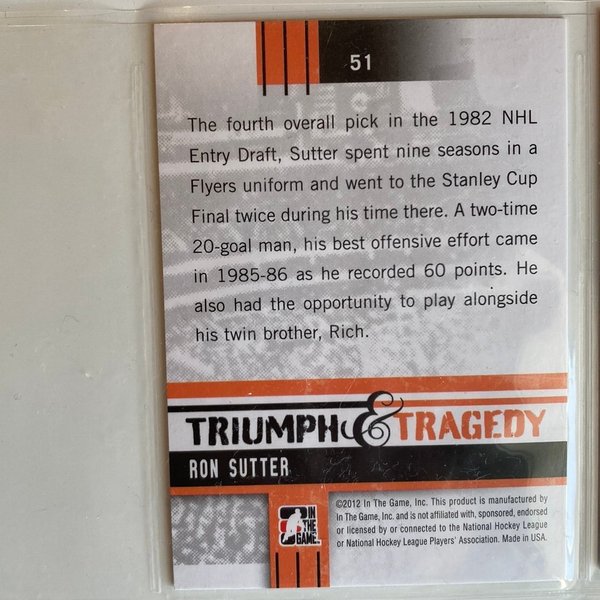 51
The fourth overall pick in the 1982 NHL
Entry Draft, Sutter spent nine seasons in a
Flyers uniform and went to the Stanley Cup
Final twice during his time there. A two-time
20-goal man, his best offensive effort came
in 1985-86 as he recorded 60 points. He
also had the opportunity to play alongside
his twin brother, Rich.
TRIUMPH & TRAGEDY
RON SUTTER
IN
THE
GAME
©2012 In The Game, Inc. This product is manufactured by
In The Game, Inc. and is not affiliated with, sponsored, endorsed
or licensed by or connected to the National Hockey League
or National Hockey League Players' Association. Made in USA.